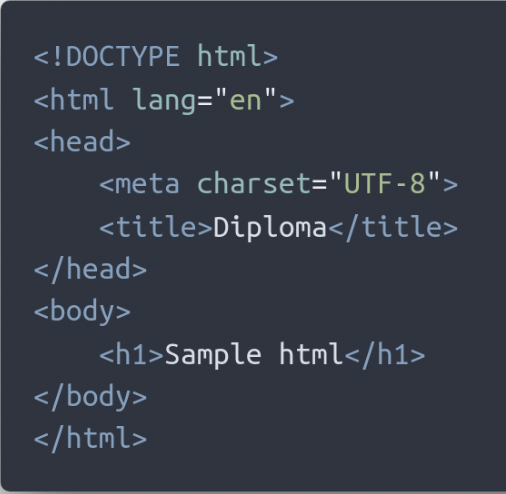 <!DOCTYPE html>
<html lang="en">
<head>
    <meta charset="UTF-8">
    <title>Diploma</title>
</head>
<body>
    <h1>Sample html</h1>
</body>
</html>